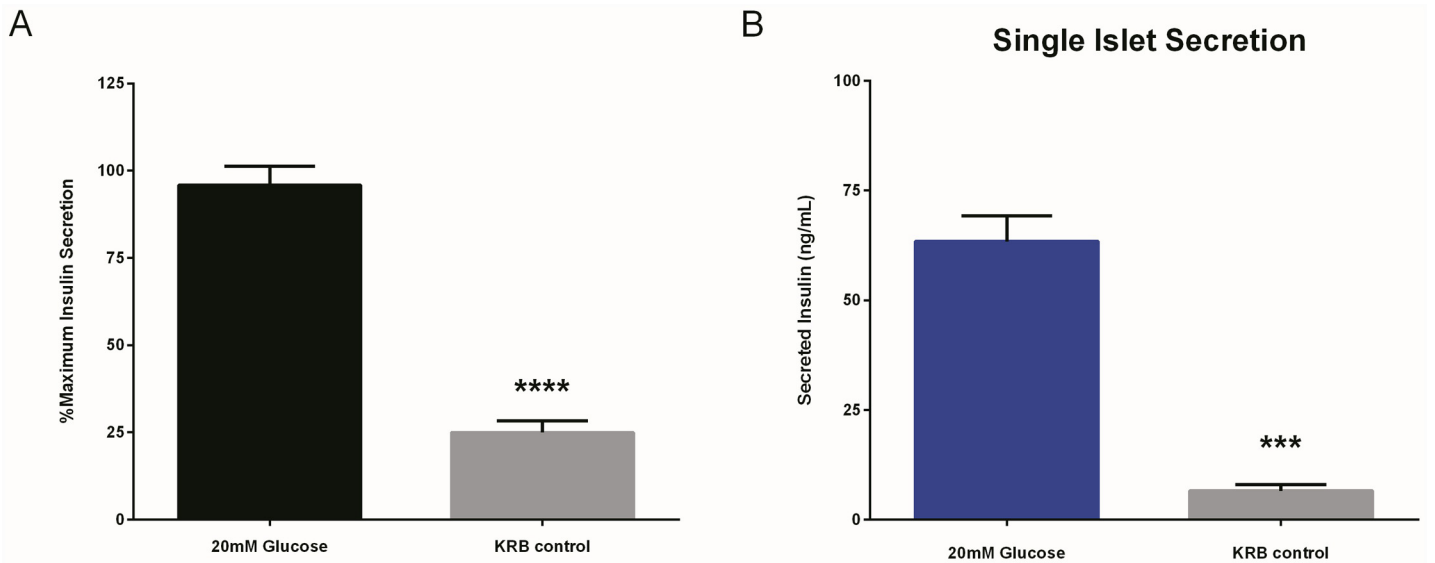 A
%Maximum Insulin Secretion
125
100
75
50
25
0
****
20mM Glucose
KRB control
B
Single Islet Secretion
Secreted Insulin (ng/mL)
100
75
50
25
0
***
20mM Glucose
KRB control